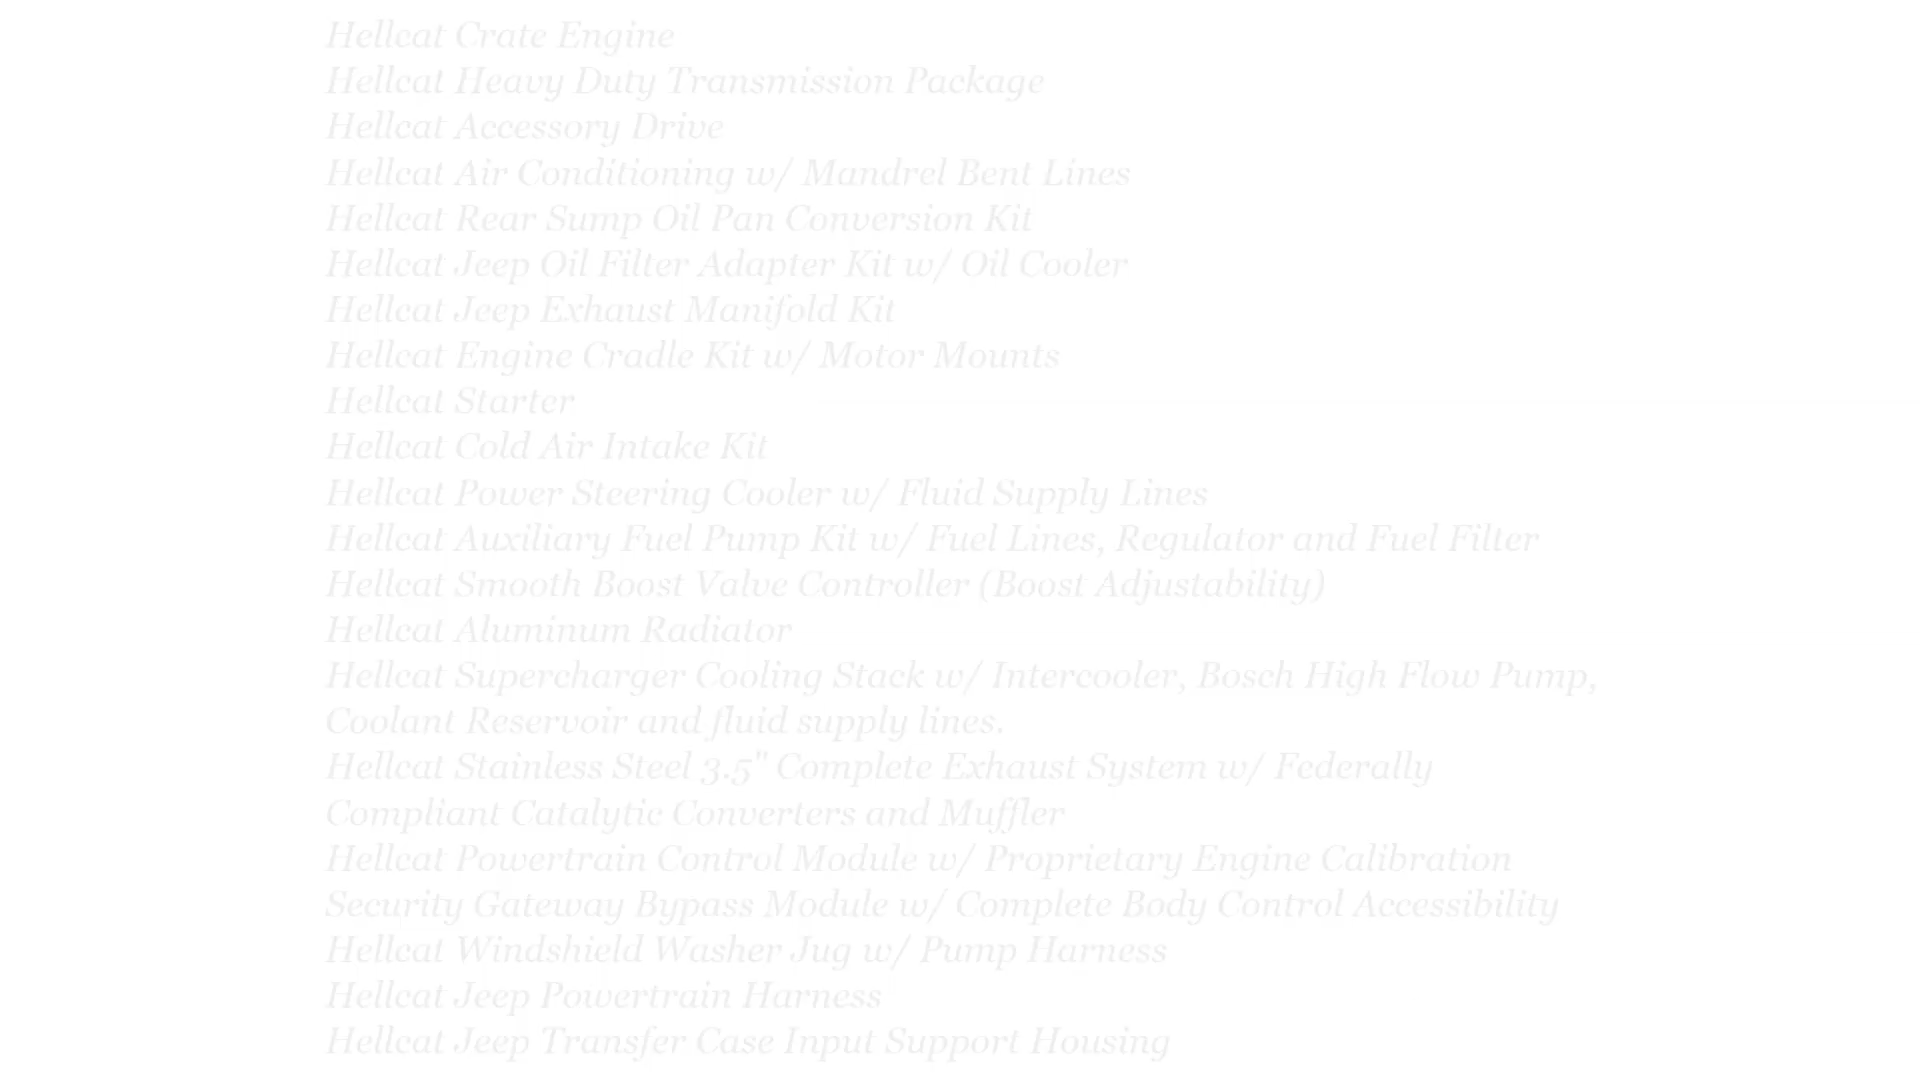 Hellcat Crate Engine
Hellcat Heavy Duty Transmission Package
Hellcat Accessory Drive
Hellcat Air Conditioning w/ Mandrel Bent Lines
Hellcat Rear Sump Oil Pan Conversion Kit
Hellcat Jeep Oil Filter Adapter Kit w/ Oil Cooler
Hellcat Jeep Exhaust Manifold Kit
Hellcat Engine Cradle Kit w/ Motor Mounts
Hellcat Starter
Hellcat Cold Air Intake Kit
Hellcat Power Steering Cooler w/ Fluid Supply Lines
Hellcat Auxiliary Fuel Pump Kit w/ Fuel Lines, Regulator and Fuel Filter
Hellcat Smooth Boost Valve Controller (Boost Adjustability)
Hellcat Aluminum Radiator
Hellcat Supercharger Cooling Stack w/ Intercooler, Bosch High Flow Pump,
Coolant Reservoir and fluid supply lines.
Hellcat Stainless Steel 3.5" Complete Exhaust System w/ Federally
Compliant Catalytic Converters and Muffler
Hellcat Powertrain Control Module w/ Proprietary Engine Calibration
Security Gateway Bypass Module w/ Complete Body Control Accessibility
Hellcat Windshield Washer Jug w/ Pump Harness
Hellcat Jeep Powertrain Harness
Hellcat Jeep Transfer Case Input Support Housing